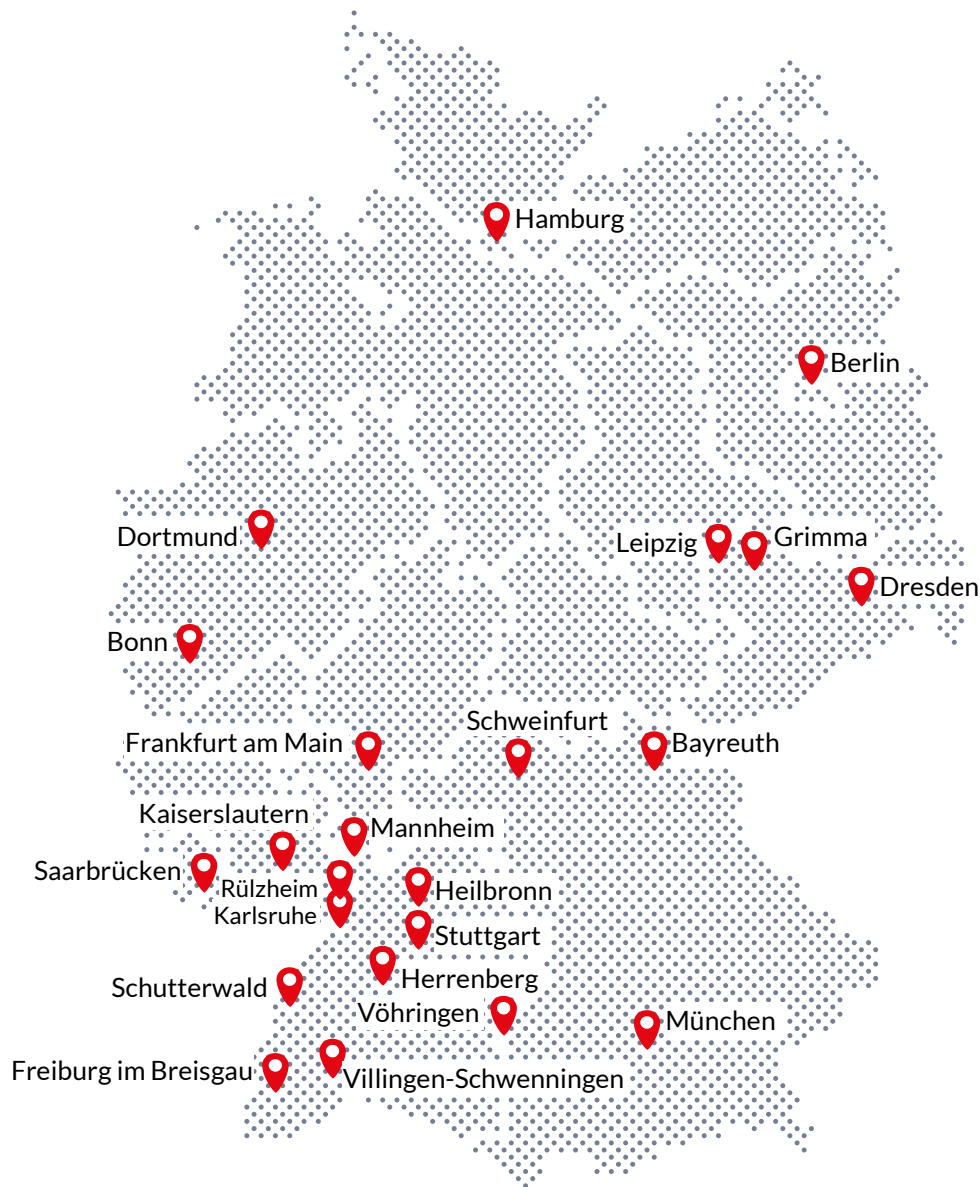 Hamburg
Berlin
Dortmund
Leipzig
Grimma
Dresden
Bonn
Schweinfurt
Frankfurt am Main
Bayreuth
Kaiserslautern
Mannheim
Saarbrücken
Rülzheim
Heilbronn
Karlsruhe
Stuttgart
Herrenberg
Schutterwald
Vöhringen
München
Freiburg im Breisgau
Villingen-Schwenningen